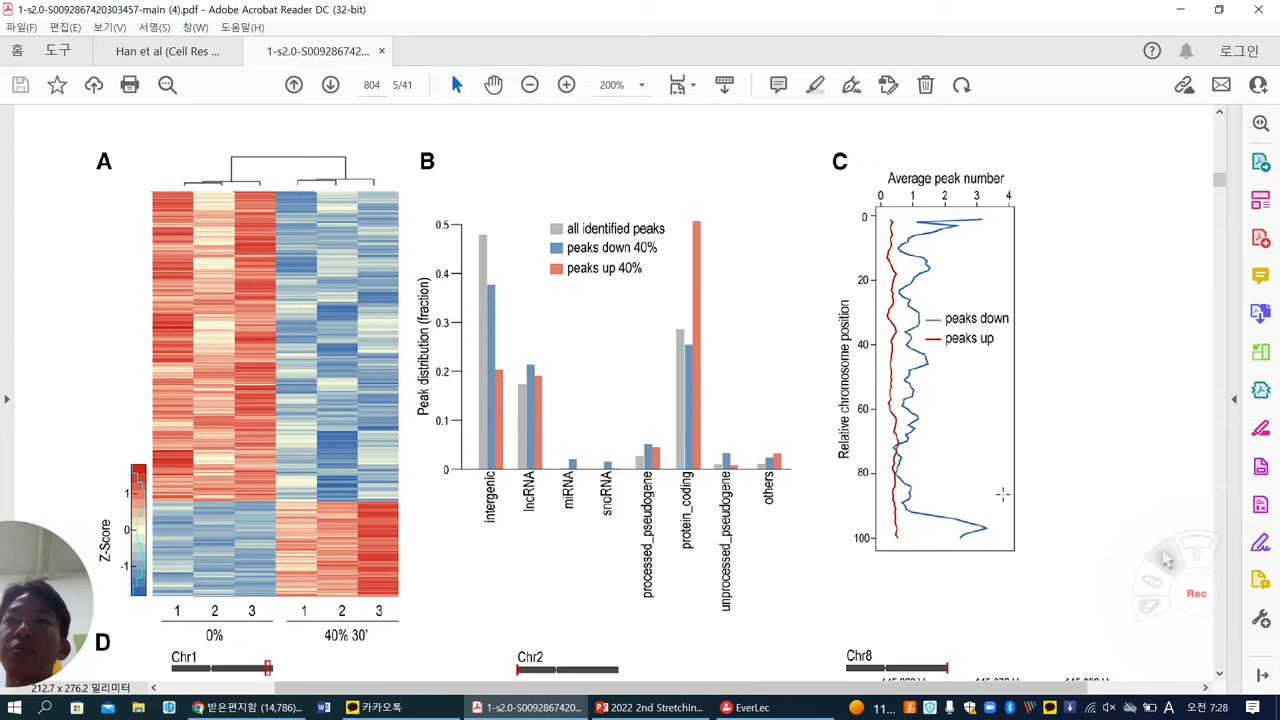 1-s2.0-S0092867420303457-main (4).pdf - Adobe Acrobat Reader DC (32-bit)
파일(F) 편집(E) 보기(V) 서명(S) 창(W) 도움말(H)
홈 도구 Han et al (Cell Res ... 1-s2.0-S009286742... × 로그인
804 5/41 200%
A B C
Average peak number
0 1 2 3 4
all identified peaks
peaks down 40%
peaks up 40%
Peak distribution (fraction)
0.5
0.4
0.3
0.2
0.1
0
intergenic
lncRNA
miRNA
snoRNA
processed_pseudogene
protein_coding
unprocessed_pseudogene
others
Relative chromosome position
0
20
40
60
80
100
peaks down
peaks up
Z-Score
1
0
1 2 3 1 2 3
0% 40% 30'
D
Chr1 Chr2 Chr8
Rec
212.7 x 276.2 밀리미터
받은편지함 (14,786)... 카카오톡 1-s2.0-S0092867420... 2022 2nd Stretchin... EverLec 11... A 오전 7:28